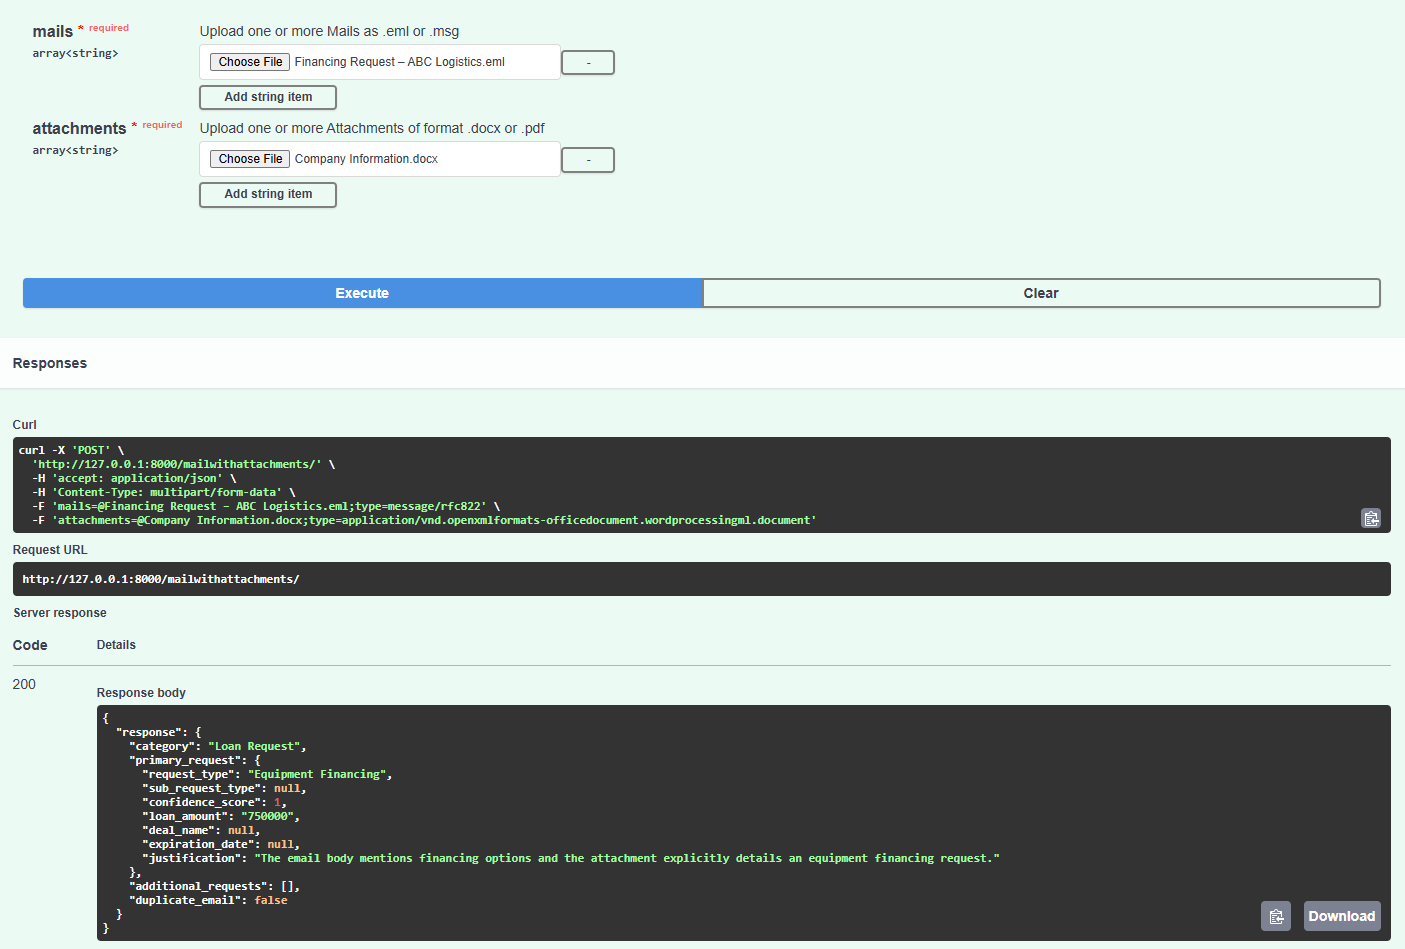 mails * required
array<string>
Upload one or more Mails as .eml or .msg
Choose File Financing Request – ABC Logistics.eml
-
Add string item
attachments * required
array<string>
Upload one or more Attachments of format .docx or .pdf
Choose File Company Information.docx
-
Add string item
Execute
Clear
Responses
Curl
curl -X 'POST' \
  'http://127.0.0.1:8000/mailwithattachments/' \
  -H 'accept: application/json' \
  -H 'Content-Type: multipart/form-data' \
  -F 'mails=@Financing Request – ABC Logistics.eml;type=message/rfc822' \
  -F 'attachments=@Company Information.docx;type=application/vnd.openxmlformats-officedocument.wordprocessingml.document'
Request URL
http://127.0.0.1:8000/mailwithattachments/
Server response
Code Details
200
Response body
{
  "response": {
    "category": "Loan Request",
    "primary_request": {
      "request_type": "Equipment Financing",
      "sub_request_type": null,
      "confidence_score": 1,
      "loan_amount": "750000",
      "deal_name": null,
      "expiration_date": null,
      "justification": "The email body mentions financing options and the attachment explicitly details an equipment financing request."
    },
    "additional_requests": [],
    "duplicate_email": false
  }
}
Download